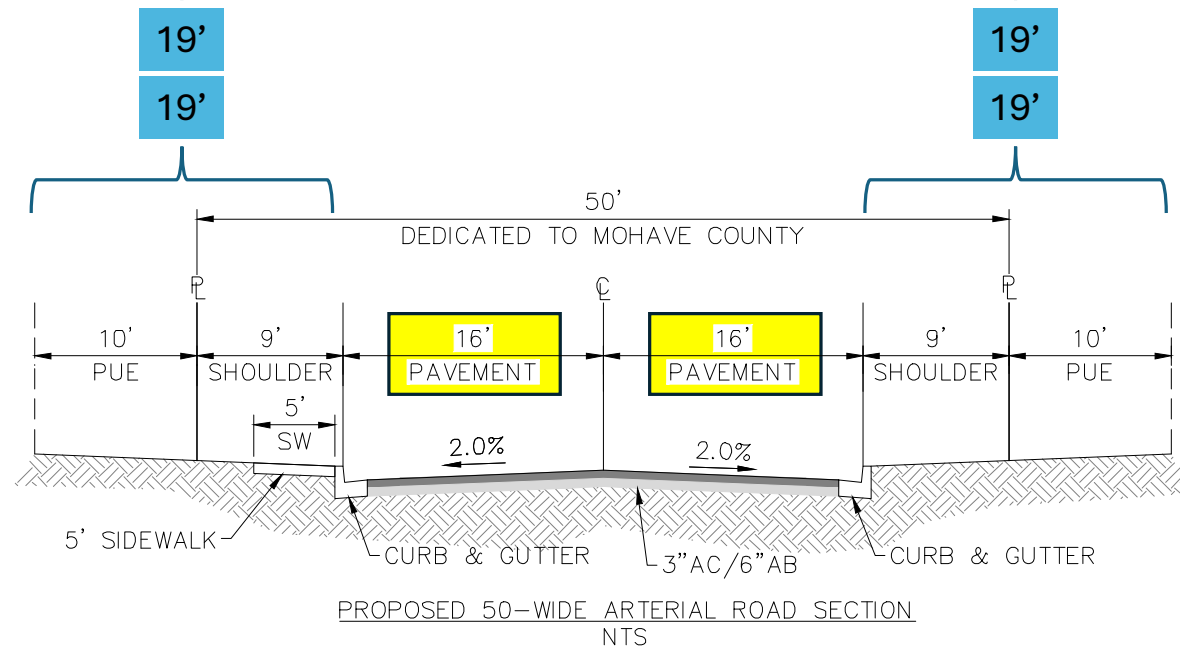 19’ 19’
19’ 19’
50'
DEDICATED TO MOHAVE COUNTY
PL CL PL
10' 9' 16' 16' 9' 10'
PUE SHOULDER PAVEMENT PAVEMENT SHOULDER PUE
5'
SW
2.0% 2.0%
5' SIDEWALK
CURB & GUTTER 3"AC/6"AB CURB & GUTTER
PROPOSED 50-WIDE ARTERIAL ROAD SECTION
NTS